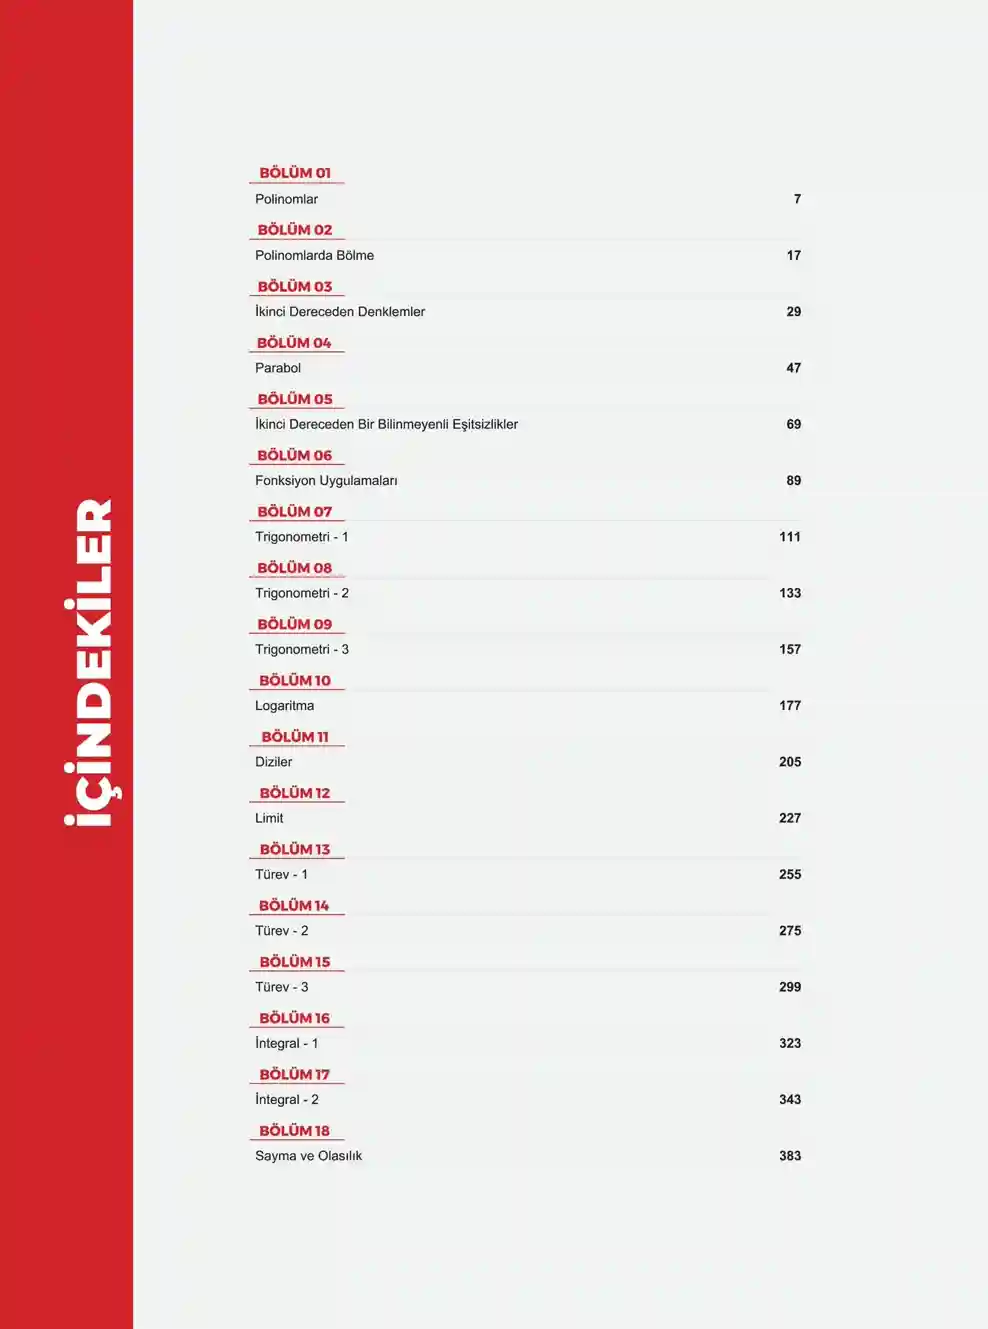 İÇİNDEKİLER
BÖLÜM 01
Polinomlar 7
BÖLÜM 02
Polinomlarda Bölme 17
BÖLÜM 03
İkinci Dereceden Denklemler 29
BÖLÜM 04
Parabol 47
BÖLÜM 05
İkinci Dereceden Bir Bilinmeyenli Eşitsizlikler 69
BÖLÜM 06
Fonksiyon Uygulamaları 89
BÖLÜM 07
Trigonometri - 1 111
BÖLÜM 08
Trigonometri - 2 133
BÖLÜM 09
Trigonometri - 3 157
BÖLÜM 10
Logaritma 177
BÖLÜM 11
Diziler 205
BÖLÜM 12
Limit 227
BÖLÜM 13
Türev - 1 255
BÖLÜM 14
Türev - 2 275
BÖLÜM 15
Türev - 3 299
BÖLÜM 16
İntegral - 1 323
BÖLÜM 17
İntegral - 2 343
BÖLÜM 18
Sayma ve Olasılık 383